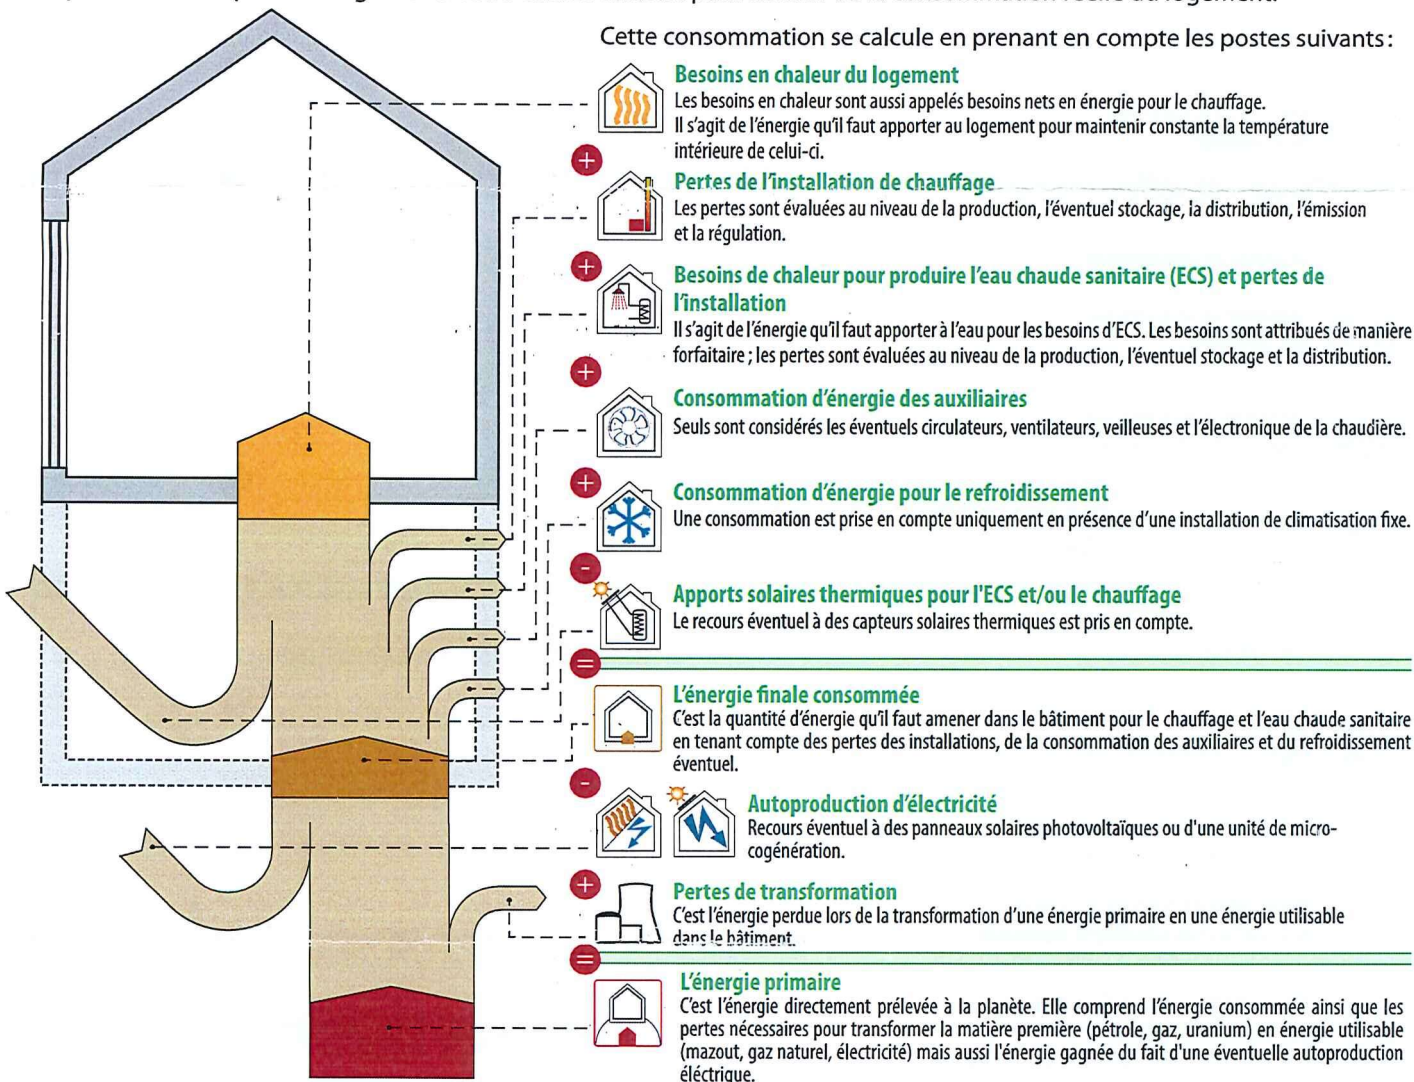 Cette consommation se calcule en prenant en compte les postes suivants :
Besoins en chaleur du logement
Les besoins en chaleur sont aussi appelés besoins nets en énergie pour le chauffage.
Il s'agit de l'énergie qu'il faut apporter au logement pour maintenir constante la température
intérieure de celui-ci.
+
Pertes de l'installation de chauffage
Les pertes sont évaluées au niveau de la production, l'éventuel stockage, la distribution, l'émission
et la régulation.
+
Besoins de chaleur pour produire l'eau chaude sanitaire (ECS) et pertes de
l'installation
Il s'agit de l'énergie qu'il faut apporter à l'eau pour les besoins d'ECS. Les besoins sont attribués de manière
forfaitaire ; les pertes sont évaluées au niveau de la production, l'éventuel stockage et la distribution.
+
Consommation d'énergie des auxiliaires
Seuls sont considérés les éventuels circulateurs, ventilateurs, veilleuses et l'électronique de la chaudière.
+
Consommation d'énergie pour le refroidissement
Une consommation est prise en compte uniquement en présence d'une installation de climatisation fixe.
-
Apports solaires thermiques pour l'ECS et/ou le chauffage
Le recours éventuel à des capteurs solaires thermiques est pris en compte.
=
L'énergie finale consommée
C'est la quantité d'énergie qu'il faut amener dans le bâtiment pour le chauffage et l'eau chaude sanitaire
en tenant compte des pertes des installations, de la consommation des auxiliaires et du refroidissement
éventuel.
-
Autoproduction d'électricité
Recours éventuel à des panneaux solaires photovoltaïques ou d'une unité de micro-
cogénération.
+
Pertes de transformation
C'est l'énergie perdue lors de la transformation d'une énergie primaire en une énergie utilisable
dans le bâtiment.
=
L'énergie primaire
C'est l'énergie directement prélevée à la planète. Elle comprend l'énergie consommée ainsi que les
pertes nécessaires pour transformer la matière première (pétrole, gaz, uranium) en énergie utilisable
(mazout, gaz naturel, électricité) mais aussi l'énergie gagnée du fait d'une éventuelle autoproduction
éléctrique.